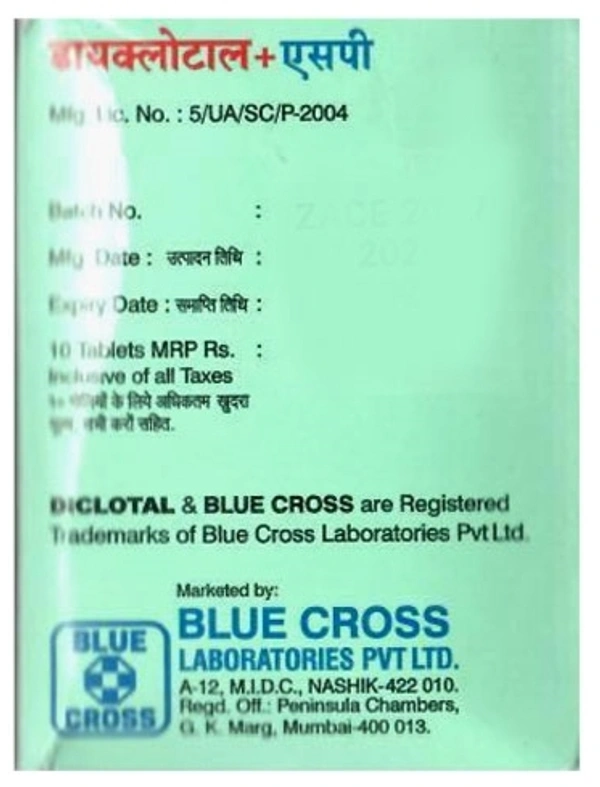 डायक्लोटाल+एसपी
Mfg. Lic. No. : 5/UA/SC/P-2004
Batch No. :
Mfg. Date : उत्पादन तिथि :
Expiry Date : समाप्ति तिथि :
10 Tablets MRP Rs. :
Inclusive of all Taxes
१० गोलियों के लिये अधिकतम खुदरा
मूल्य, सभी करों सहित.
DICLOTAL & BLUE CROSS are Registered
Trademarks of Blue Cross Laboratories Pvt Ltd.
Marketed by:
BLUE CROSS
LABORATORIES PVT LTD.
A-12, M.I.D.C., NASHIK-422 010.
Regd. Off.: Peninsula Chambers,
G. K. Marg, Mumbai-400 013.
BLUE
CROSS